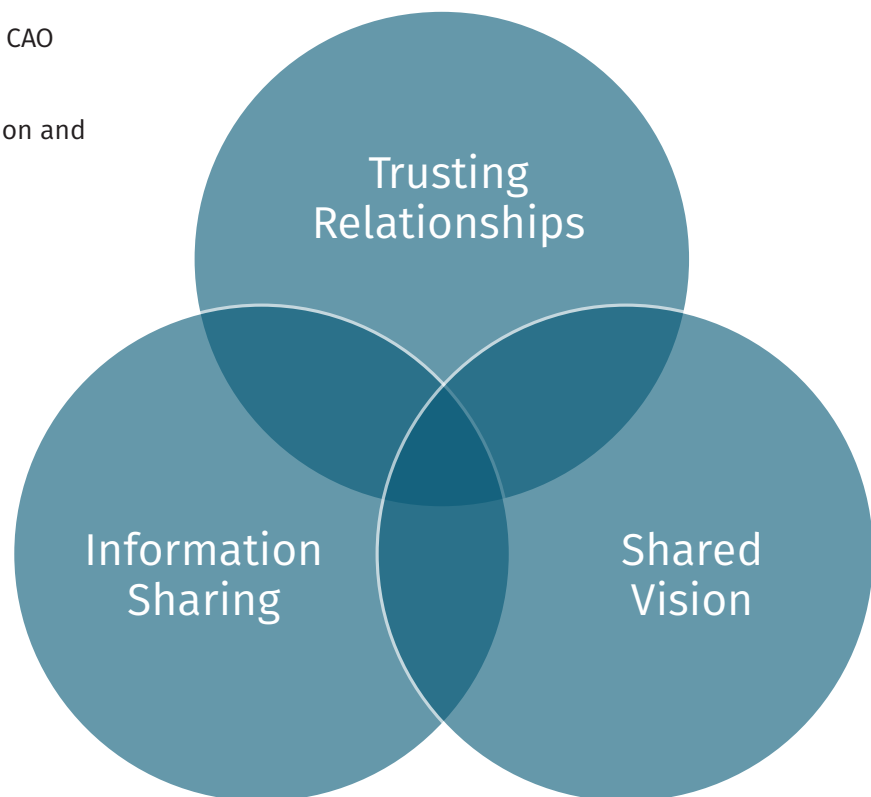 CAO
on and
Trusting
Relationships
Information
Sharing
Shared
Vision